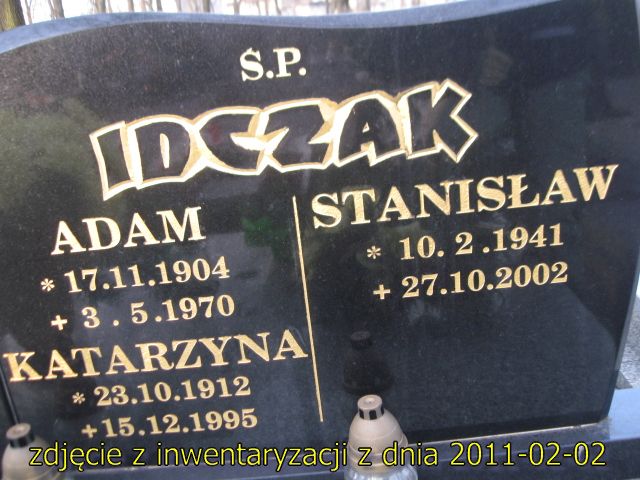 S.P.
IDCZAK
ADAM
* 17.11.1904
+ 3.5.1970
KATARZYNA
* 23.10.1912
+15.12.1995
STANISŁAW
* 10.2.1941
+ 27.10.2002
zdjęcie z inwentaryzacji z dnia 2011-02-02